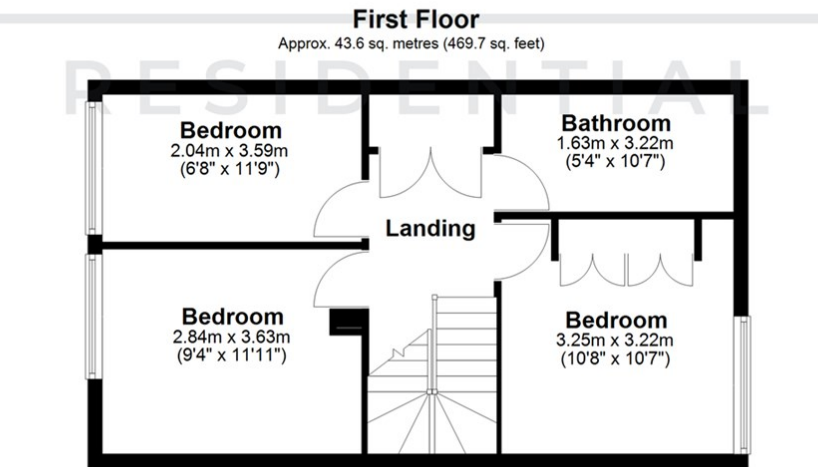 First Floor
Approx. 43.6 sq. metres (469.7 sq. feet)
RESIDENTIAL
Bedroom
2.04m x 3.59m
(6'8" x 11'9")
Bathroom
1.63m x 3.22m
(5'4" x 10'7")
Landing
Bedroom
2.84m x 3.63m
(9'4" x 11'11")
Bedroom
3.25m x 3.22m
(10'8" x 10'7")